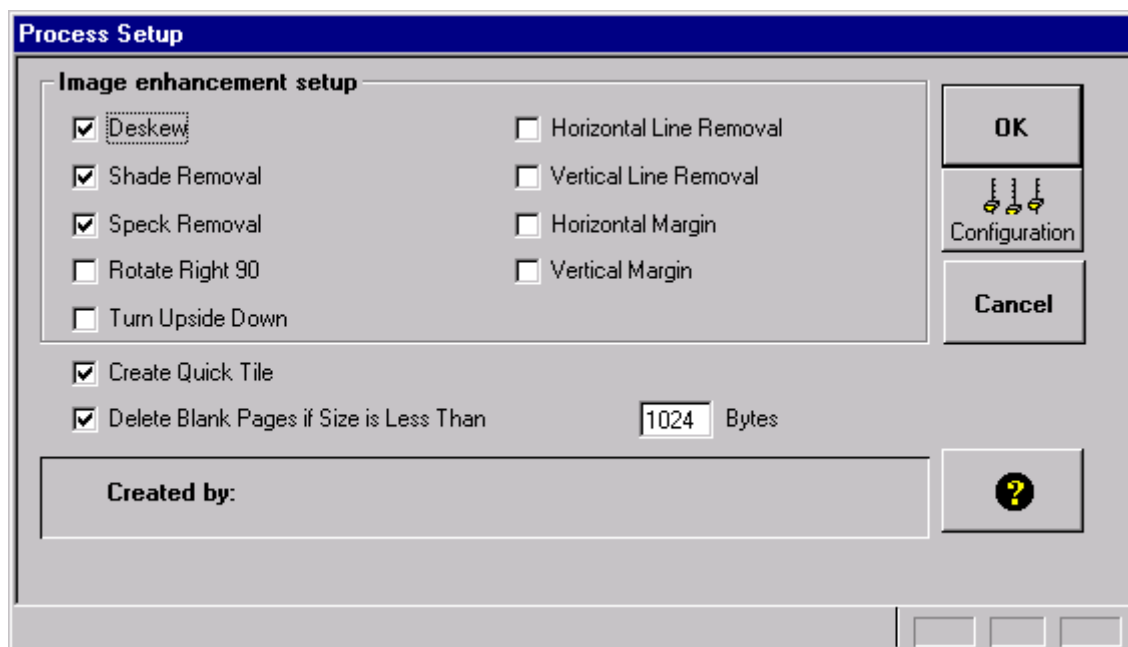 Process Setup
Image enhancement setup
Deskew
Shade Removal
Speck Removal
Rotate Right 90
Turn Upside Down
Horizontal Line Removal
Vertical Line Removal
Horizontal Margin
Vertical Margin
Create Quick Tile
Delete Blank Pages if Size is Less Than 1024 Bytes
Created by:
OK
Configuration
Cancel
?